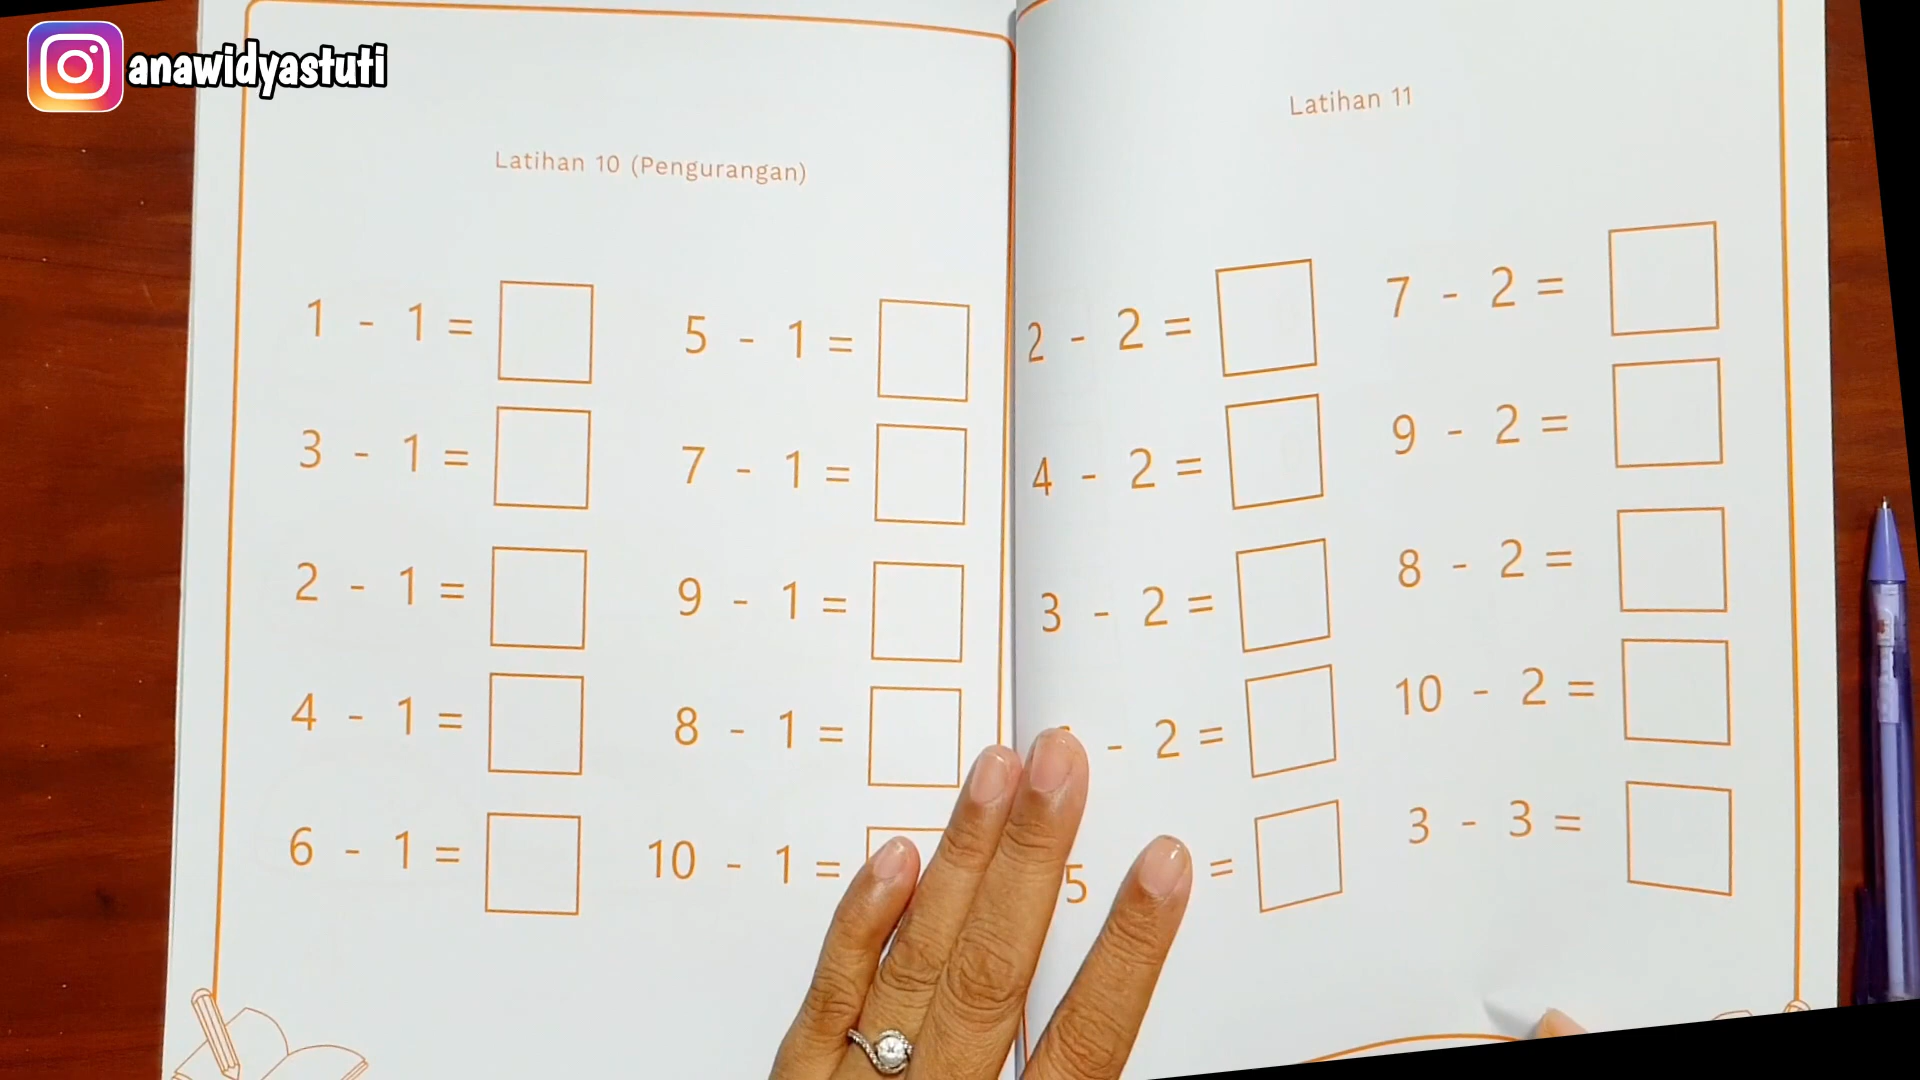 anawidyastuti
Latihan 10 (Pengurangan)
1 - 1 =
3 - 1 =
2 - 1 =
4 - 1 =
6 - 1 =
5 - 1 =
7 - 1 =
9 - 1 =
8 - 1 =
10 - 1 =
Latihan 11
2 - 2 =
4 - 2 =
3 - 2 =
- 2 =
5 =
7 - 2 =
9 - 2 =
8 - 2 =
10 - 2 =
3 - 3 =